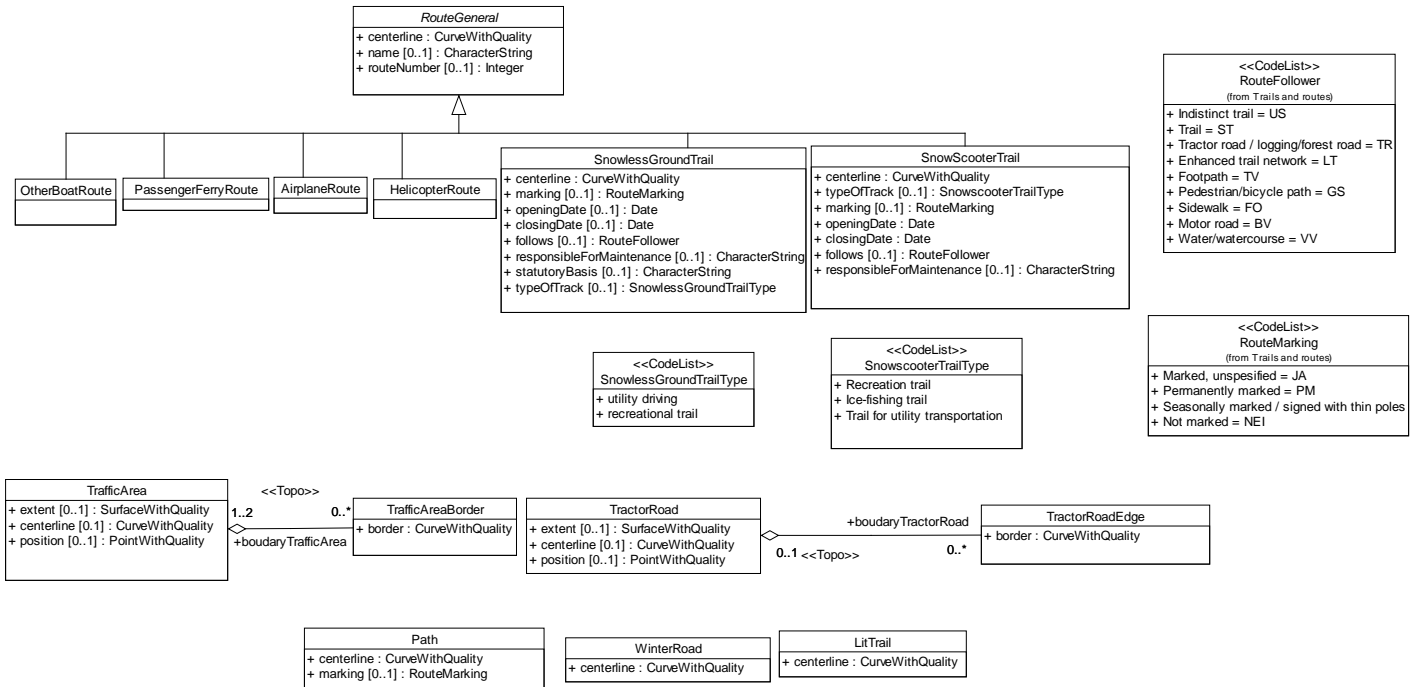 RouteGeneral
+ centerline : CurveWithQuality
+ name [0..1] : CharacterString
+ routeNumber [0..1] : Integer
<<CodeList>>
RouteFollower
(from Trails and routes)
+ Indistinct trail = US
+ Trail = ST
+ Tractor road / logging/forest road = TR
+ Enhanced trail network = LT
+ Footpath = TV
+ Pedestrian/bicycle path = GS
+ Sidewalk = FO
+ Motor road = BV
+ Water/watercourse = VV
OtherBoatRoute
PassengerFerryRoute
AirplaneRoute
HelicopterRoute
SnowlessGroundTrail
+ centerline : CurveWithQuality
+ marking [0..1] : RouteMarking
+ openingDate [0..1] : Date
+ closingDate [0..1] : Date
+ follows [0..1] : RouteFollower
+ responsibleForMaintenance [0..1] : CharacterString
+ statutoryBasis [0..1] : CharacterString
+ typeOfTrack [0..1] : SnowlessGroundTrailType
SnowScooterTrail
+ centerline : CurveWithQuality
+ typeOfTrack [0..1] : SnowscooterTrailType
+ marking [0..1] : RouteMarking
+ openingDate : Date
+ closingDate : Date
+ follows [0..1] : RouteFollower
+ responsibleForMaintenance [0..1] : CharacterString
<<CodeList>>
SnowlessGroundTrailType
+ utility driving
+ recreational trail
<<CodeList>>
SnowscooterTrailType
+ Recreation trail
+ Ice-fishing trail
+ Trail for utility transportation
<<CodeList>>
RouteMarking
(from Trails and routes)
+ Marked, unspesified = JA
+ Permanently marked = PM
+ Seasonally marked / signed with thin poles
+ Not marked = NEI
TrafficArea
+ extent [0..1] : SurfaceWithQuality
+ centerline [0.1] : CurveWithQuality
+ position [0..1] : PointWithQuality
<<Topo>>
1..2
0..*
+boudaryTrafficArea
TrafficAreaBorder
+ border : CurveWithQuality
TractorRoad
+ extent [0..1] : SurfaceWithQuality
+ centerline [0.1] : CurveWithQuality
+ position [0..1] : PointWithQuality
+boudaryTractorRoad
0..1
<<Topo>>
0..*
TractorRoadEdge
+ border : CurveWithQuality
Path
+ centerline : CurveWithQuality
+ marking [0..1] : RouteMarking
WinterRoad
+ centerline : CurveWithQuality
LitTrail
+ centerline : CurveWithQuality